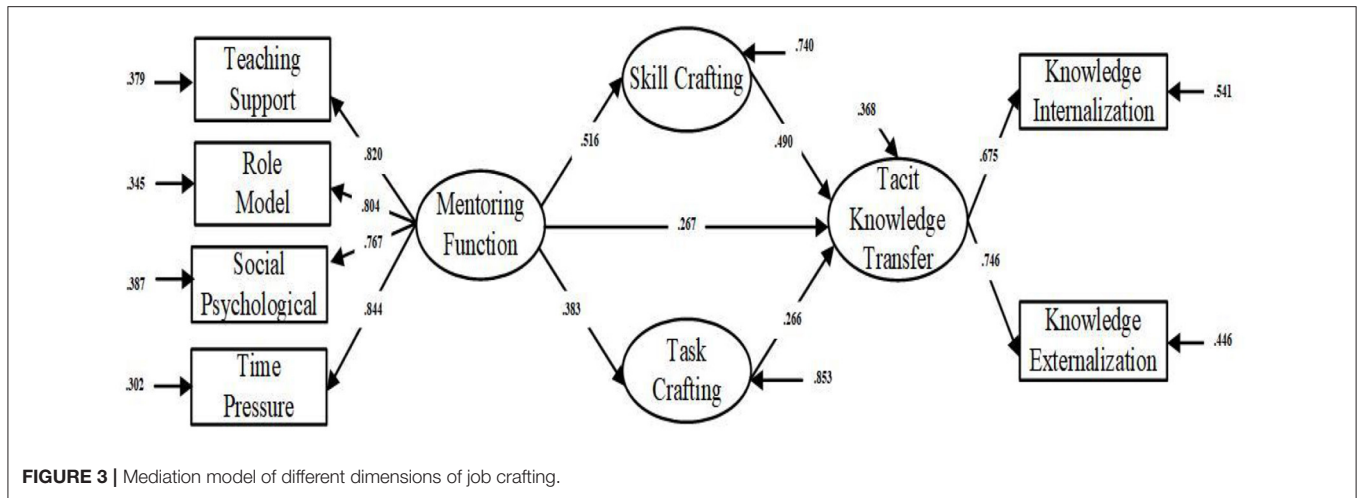 .379
Teaching
Support
.820
.345
Role
Model
.804
.387
Social
Psychological
.767
.302
Time
Pressure
.844
Mentoring
Function
.516
.267
.383
Skill Crafting
.740
.490
Task
Crafting
.853
.266
.368
Tacit
Knowledge
Transfer
.675
.746
Knowledge
Internalization
.541
Knowledge
Externalization
.446
FIGURE 3 | Mediation model of different dimensions of job crafting.